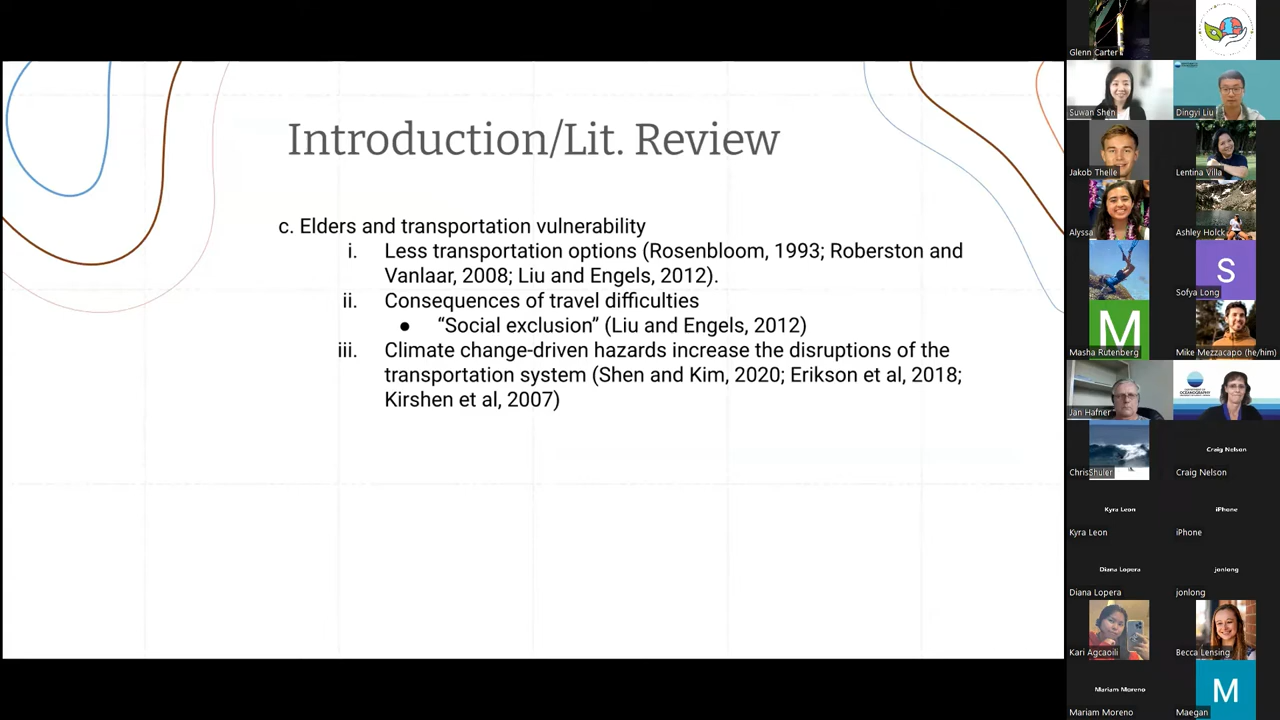 Introduction/Lit. Review
c. Elders and transportation vulnerability
i. Less transportation options (Rosenbloom, 1993; Roberston and
Vanlaar, 2008; Liu and Engels, 2012).
ii. Consequences of travel difficulties
● “Social exclusion” (Liu and Engels, 2012)
iii. Climate change-driven hazards increase the disruptions of the
transportation system (Shen and Kim, 2020; Erikson et al, 2018;
Kirshen et al, 2007)
Glenn Carter
Suwan Shen
Dingyi Liu
Jakob Thelle
Lentina Villa
Alyssa
Ashley Holck
S
Sofya Long
M
Masha Rutenberg
Mike Mezzacapo (he/him)
Jan Hafner
OCEANOGRAPHY
Chris Shuler
Craig Nelson
Craig Nelson
Kyra Leon
Kyra Leon
iPhone
iPhone
Diana Lopera
Diana Lopera
jonlong
jonlong
Kari Agcaoili
Becca Lensing
Mariam Moreno
Mariam Moreno
M
Maegan